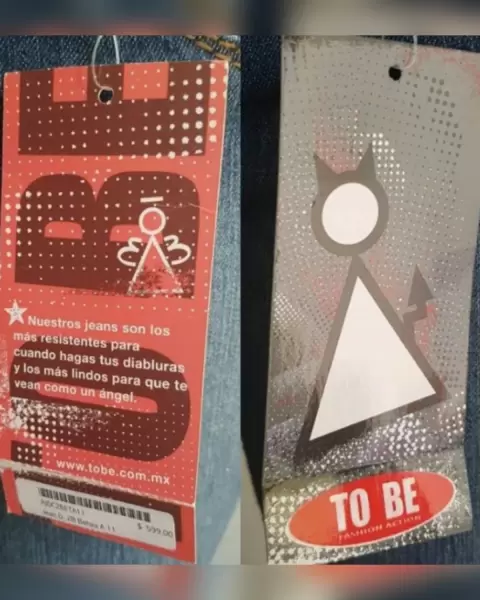 TO BE
Nuestros jeans son los
más resistentes para
cuando hagas tus diabluras
y los más lindos para que te
vean como un ángel.
www.tobe.com.mx
$ 599.00
TO BE
FASHION ACTION